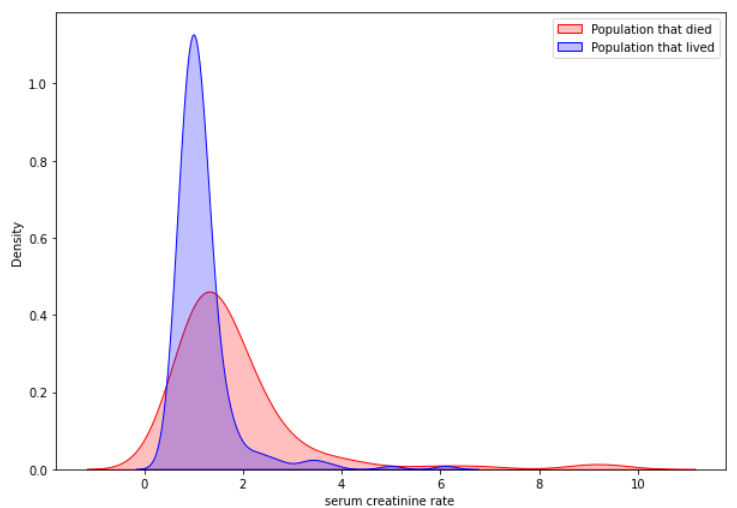 Population that died
Population that lived
1.0
0.8
0.6
0.4
0.2
0.0
Density
0 2 4 6 8 10
serum creatinine rate